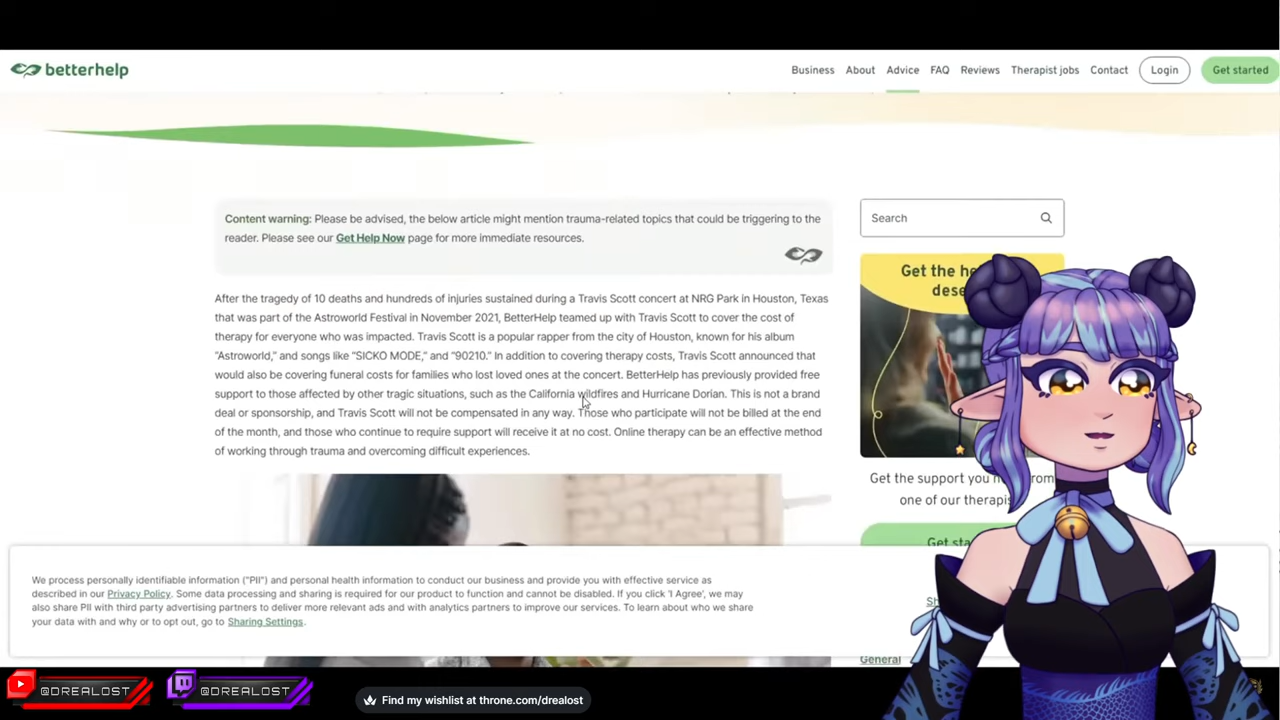 betterhelp
Business About Advice FAQ Reviews Therapist jobs Contact Login Get started
Content warning: Please be advised, the below article might mention trauma-related topics that could be triggering to the
reader. Please see our Get Help Now page for more immediate resources.
Search
Get the
After the tragedy of 10 deaths and hundreds of injuries sustained during a Travis Scott concert at NRG Park in Houston, Texas
that was part of the Astroworld Festival in November 2021, BetterHelp teamed up with Travis Scott to cover the cost of
therapy for everyone who was impacted. Travis Scott is a popular rapper from the city of Houston, known for his album
"Astroworld," and songs like "SICKO MODE," and "90210." In addition to covering therapy costs, Travis Scott announced that
would also be covering funeral costs for families who lost loved ones at the concert. BetterHelp has previously provided free
support to those affected by other tragic situations, such as the California wildfires and Hurricane Dorian. This is not a brand
deal or sponsorship, and Travis Scott will not be compensated in any way. Those who participate will not be billed at the end
of the month, and those who continue to require support will receive it at no cost. Online therapy can be an effective method
of working through trauma and overcoming difficult experiences.
Get the support you
one of our
Get
We process personally identifiable information ("PII") and personal health information to conduct our business and provide you with effective service as
described in our Privacy Policy. Some data processing and sharing is required for our product to function and cannot be disabled. If you click 'I Agree', we may
also share PII with third party advertising partners to deliver more relevant ads and with analytics partners to improve our services. To learn about who we share
your data with and why or to opt out, go to Sharing Settings.
General
@DREALOST
@DREALOST
Find my wishlist at throne.com/drealost